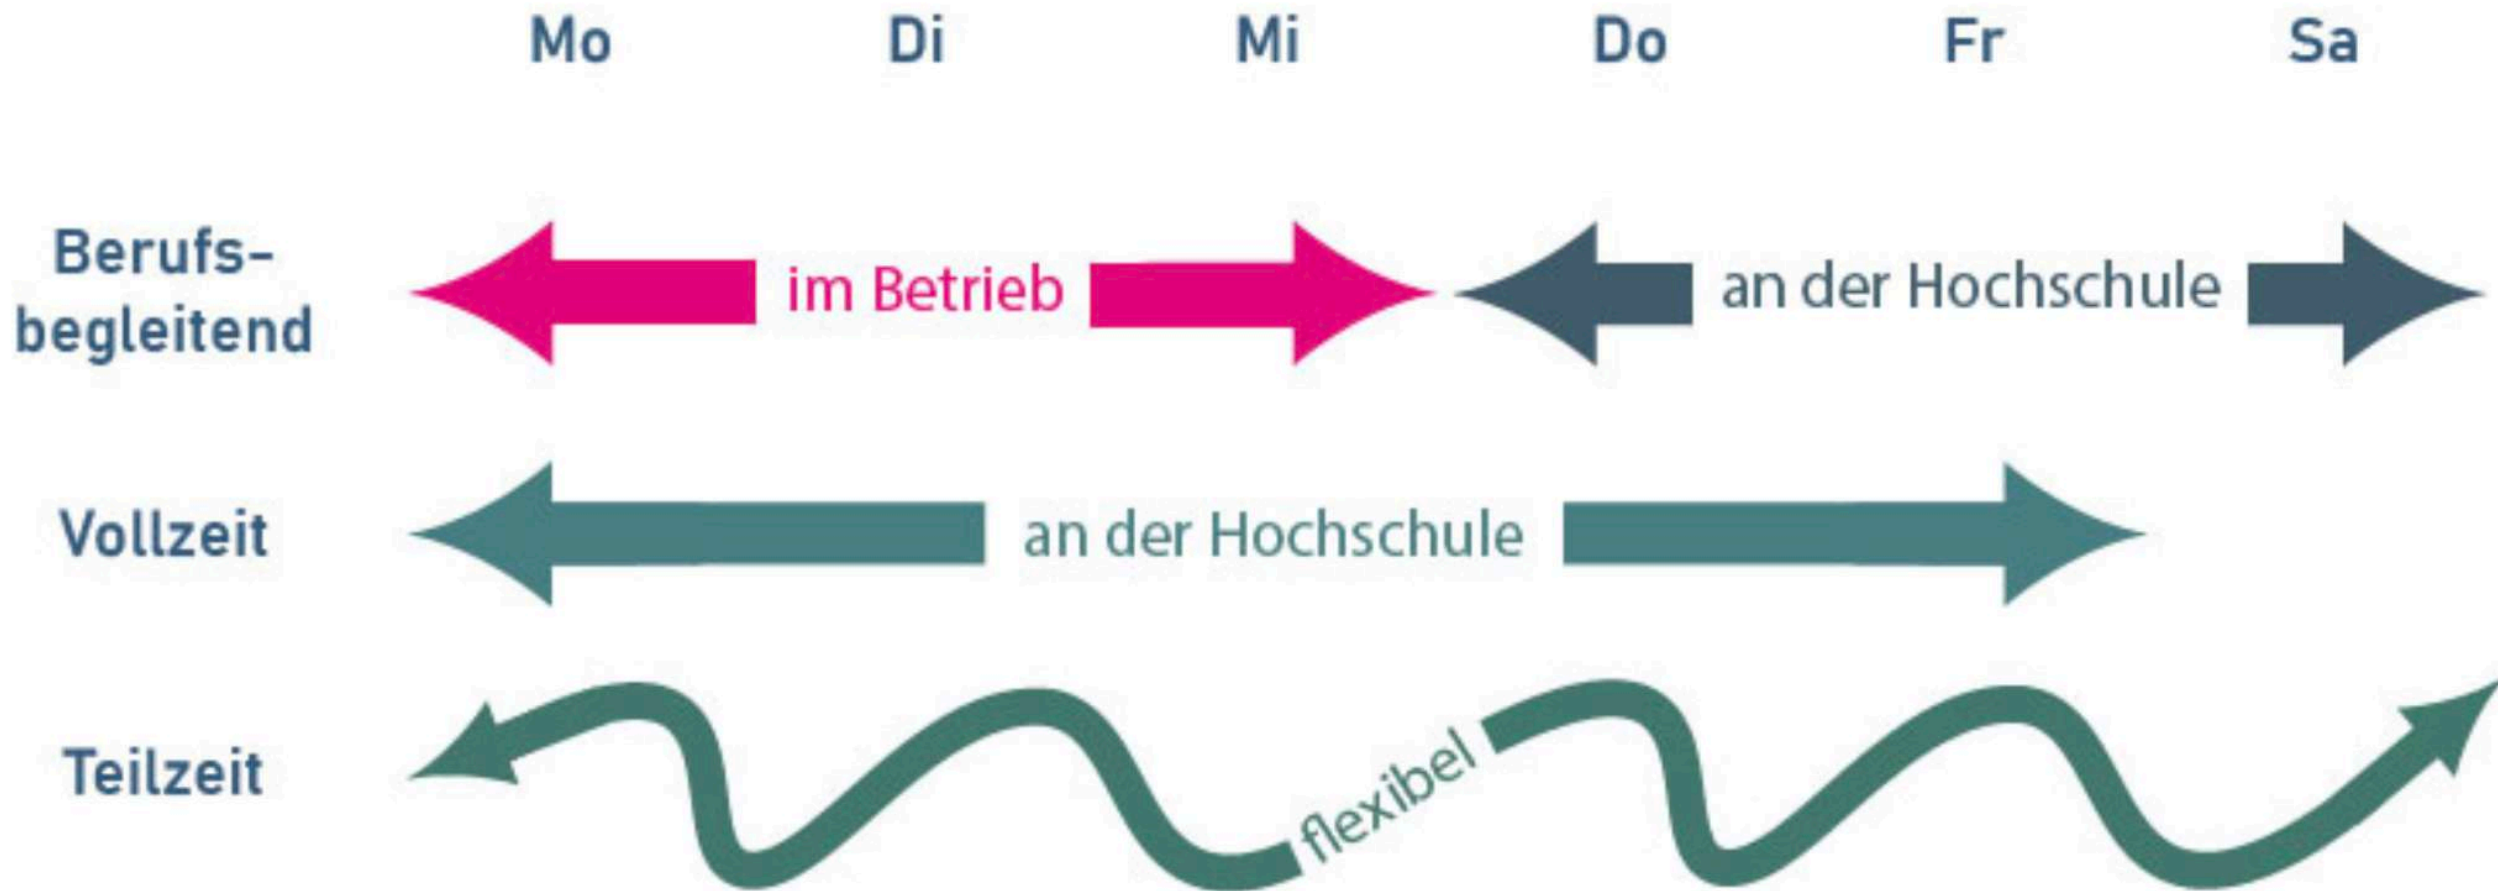 Mo Di Mi Do Fr Sa
Berufs-
begleitend
im Betrieb
an der Hochschule
Vollzeit
an der Hochschule
Teilzeit
flexibel